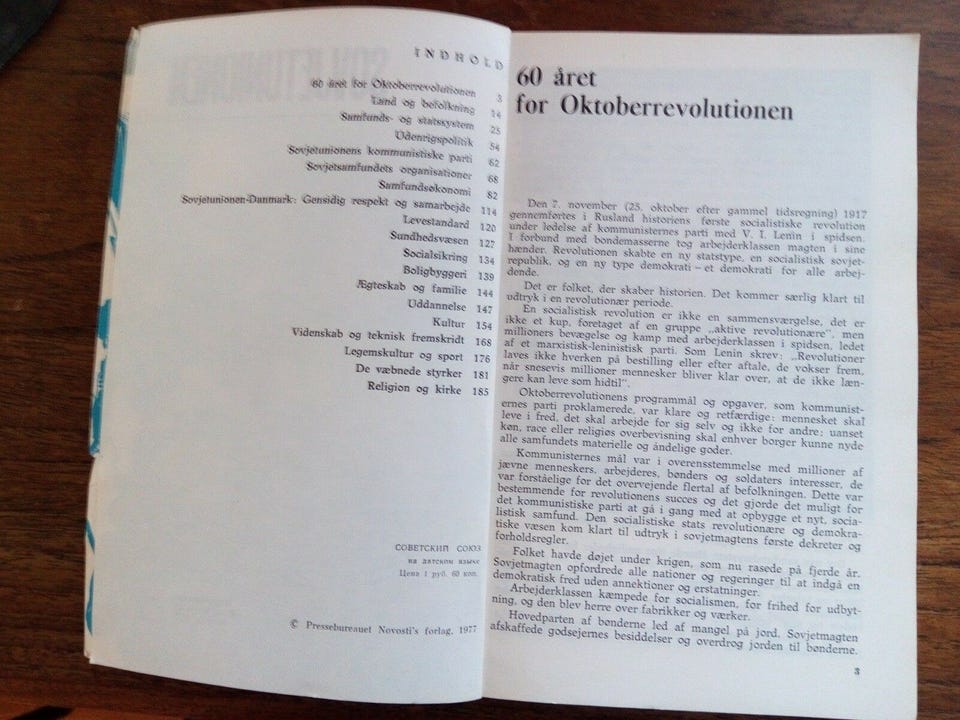 INDHOLD
60 året for Oktoberrevolutionen 3
Land og befolkning 14
Samfunds- og statssystem 25
Udenrigspolitik 54
Sovjetunionens kommunistiske parti 62
Sovjetsamfundets organisationer 68
Samfundsøkonomi 82
Sovjetunionen-Danmark: Gensidig respekt og samarbejde 114
Levestandard 120
Sundhedsvæsen 127
Socialsikring 134
Boligbyggeri 139
Ægteskab og familie 144
Uddannelse 147
Kultur 154
Videnskab og teknisk fremskridt 168
Legemskultur og sport 176
De væbnede styrker 181
Religion og kirke 185
СОВЕТСКИП СОЮЗ
на датском языке
Цена 1 руб. 60 коп.
© Pressebureauet Novosti's forlag, 1977
60 året
for Oktoberrevolutionen
Den 7. november (25. oktober efter gammel tidsregning) 1917
gennemførtes i Rusland historiens første socialistiske revolution
under ledelse af kommunisternes parti med V. I. Lenin i spidsen.
I forbund med bondemasserne tog arbejderklassen magten i sine
hænder. Revolutionen skabte en ny statstype, en socialistisk sovjet-
republik, og en ny type demokrati – et demokrati for alle arbej-
dende.
Det er folket, der skaber historien. Det kommer særlig klart til
udtryk i en revolutionær periode.
En socialistisk revolution er ikke en sammensværgelse, det er
ikke et kup, foretaget af en gruppe „aktive revolutionære”, men
millioners bevægelse og kamp med arbejderklassen i spidsen, ledet
af et marxistisk-leninistisk parti. Som Lenin skrev: „Revolutioner
laves ikke hverken på bestilling eller efter aftale, de vokser frem,
når snesevis millioner mennesker bliver klar over, at de ikke læn-
gere kan leve som hidtil”.
Oktoberrevolutionens programmål og opgaver, som kommunist-
ernes parti proklamerede, var klare og retfærdige: mennesket skal
leve i fred, det skal arbejde for sig selv og ikke for andre; uanset
køn, race eller religiøs overbevisning skal enhver borger kunne nyde
alle samfundets materielle og åndelige goder.
Kommunisternes mål var i overensstemmelse med millioner af
jævne menneskers, arbejderes, bønders og soldaters interesser, de
var forståelige for det overvejende flertal af befolkningen. Dette var
bestemmende for revolutionens succes og det gjorde det muligt for
det kommunistiske parti at gå i gang med at opbygge et nyt, socia-
listisk samfund. Den socialistiske stats revolutionære og demokra-
tiske væsen kom klart til udtryk i sovjetmagtens første dekreter og
forholdsregler.
Folket havde døjet under krigen, som nu rasede på fjerde år.
Sovjetmagten opfordrede alle nationer og regeringer til at indgå en
demokratisk fred uden annektioner og erstatninger.
Arbejderklassen kæmpede for socialismen, for frihed for udbyt-
ning, og den blev herre over fabrikker og værker.
Hovedparten af bønderne led af mangel på jord. Sovjetmagten
afskaffede godsejernes besiddelser og overdrog jorden til bønderne.
3